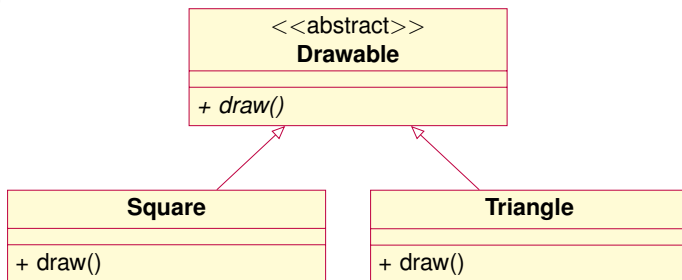 <<abstract>>
Drawable
+ draw()
Square
+ draw()
Triangle
+ draw()